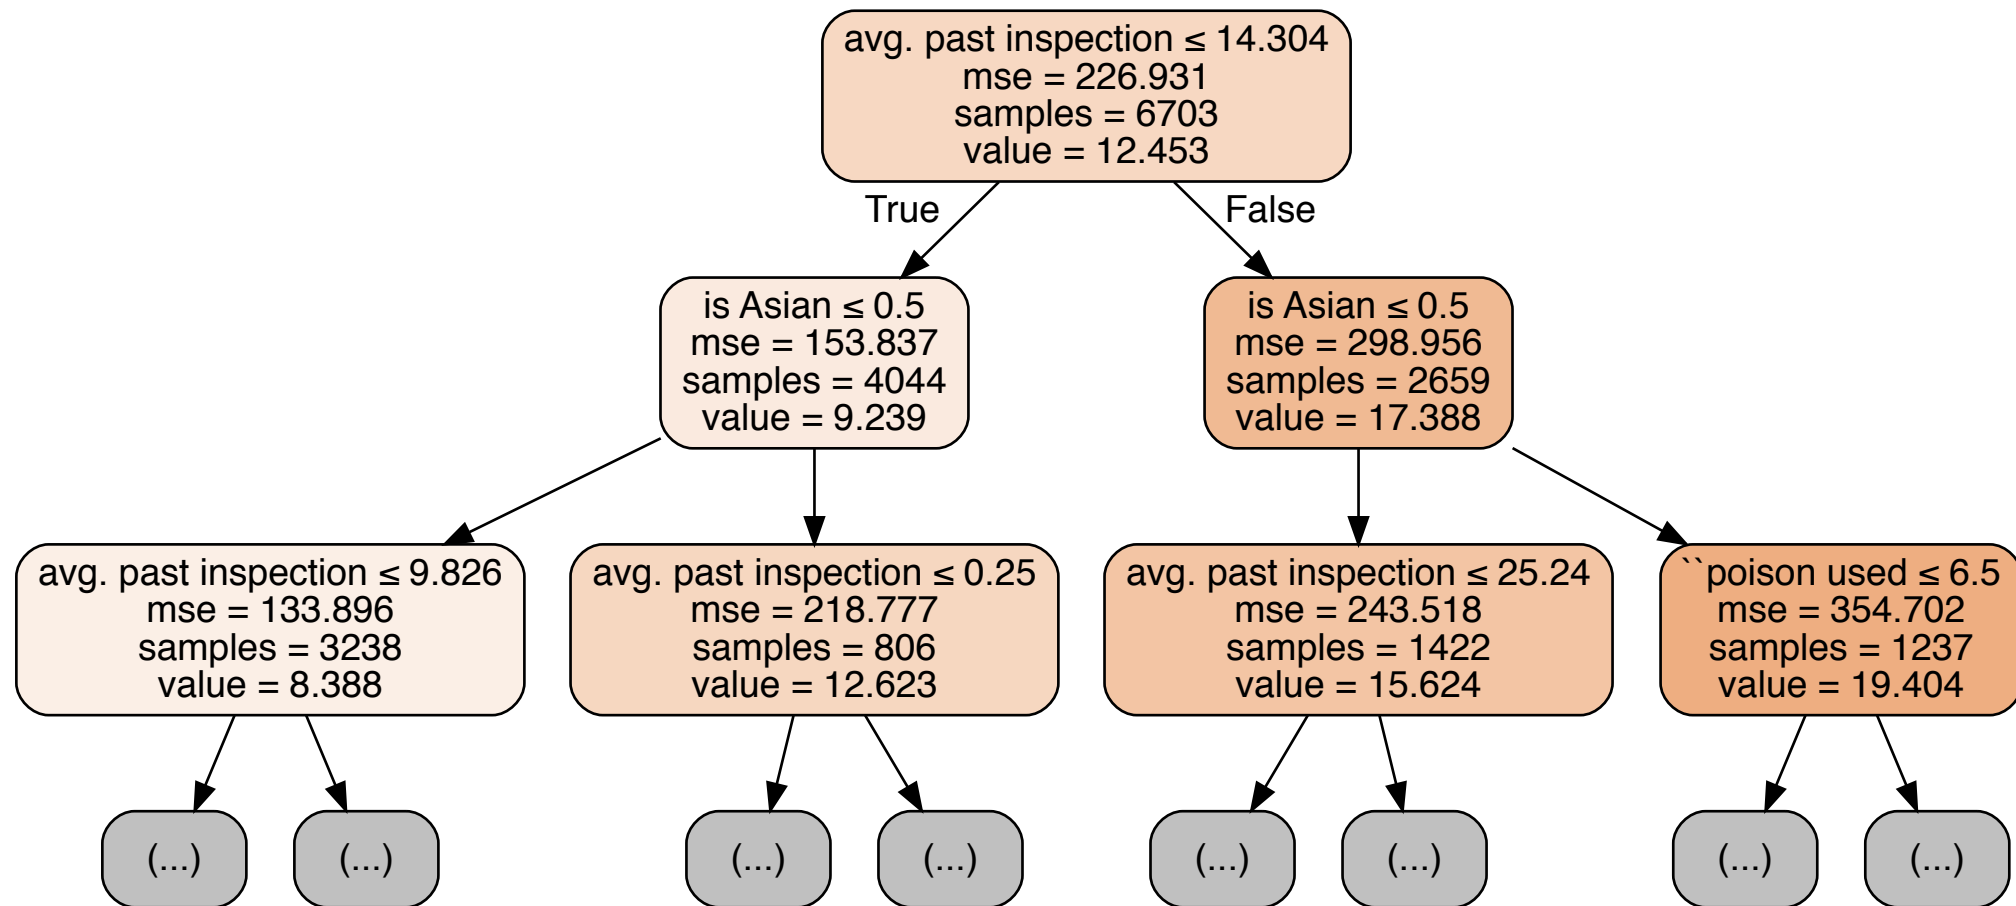 avg. past inspection ≤ 14.304
mse = 226.931
samples = 6703
value = 12.453
True
False
is Asian ≤ 0.5
mse = 153.837
samples = 4044
value = 9.239
is Asian ≤ 0.5
mse = 298.956
samples = 2659
value = 17.388
avg. past inspection ≤ 9.826
mse = 133.896
samples = 3238
value = 8.388
avg. past inspection ≤ 0.25
mse = 218.777
samples = 806
value = 12.623
avg. past inspection ≤ 25.24
mse = 243.518
samples = 1422
value = 15.624
``poison used ≤ 6.5
mse = 354.702
samples = 1237
value = 19.404
(...)
(...)
(...)
(...)
(...)
(...)
(...)
(...)